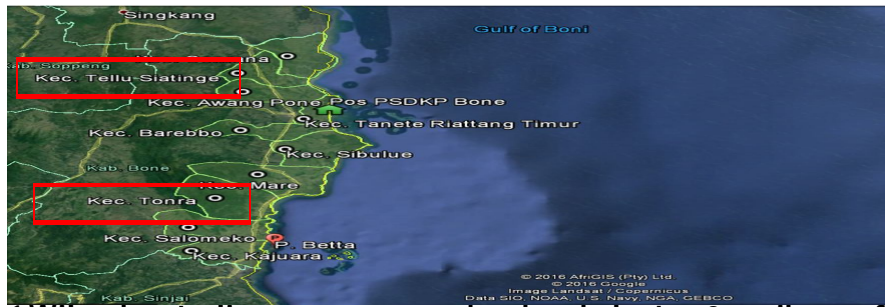 Singkang
Gulf of Boni
Kab. Soppeng
Kec. Tellu Siatinge
Kec. Awang Pone
Pos PSDKP Bone
Kec. Tanete Riattang Timur
Kec. Barebbo
Kec. Sibulue
Kab. Bone
Kec. Mare
Kec. Tonra
Kec. Salomeko
P. Betta
Kec. Kajuara
© 2016 AfriGIS (Pty) Ltd.
© 2016 Google
Image Landsat / Copernicus
Kab. Sinjai
Data SIO, NOAA, U.S. Navy, NGA, GEBCO